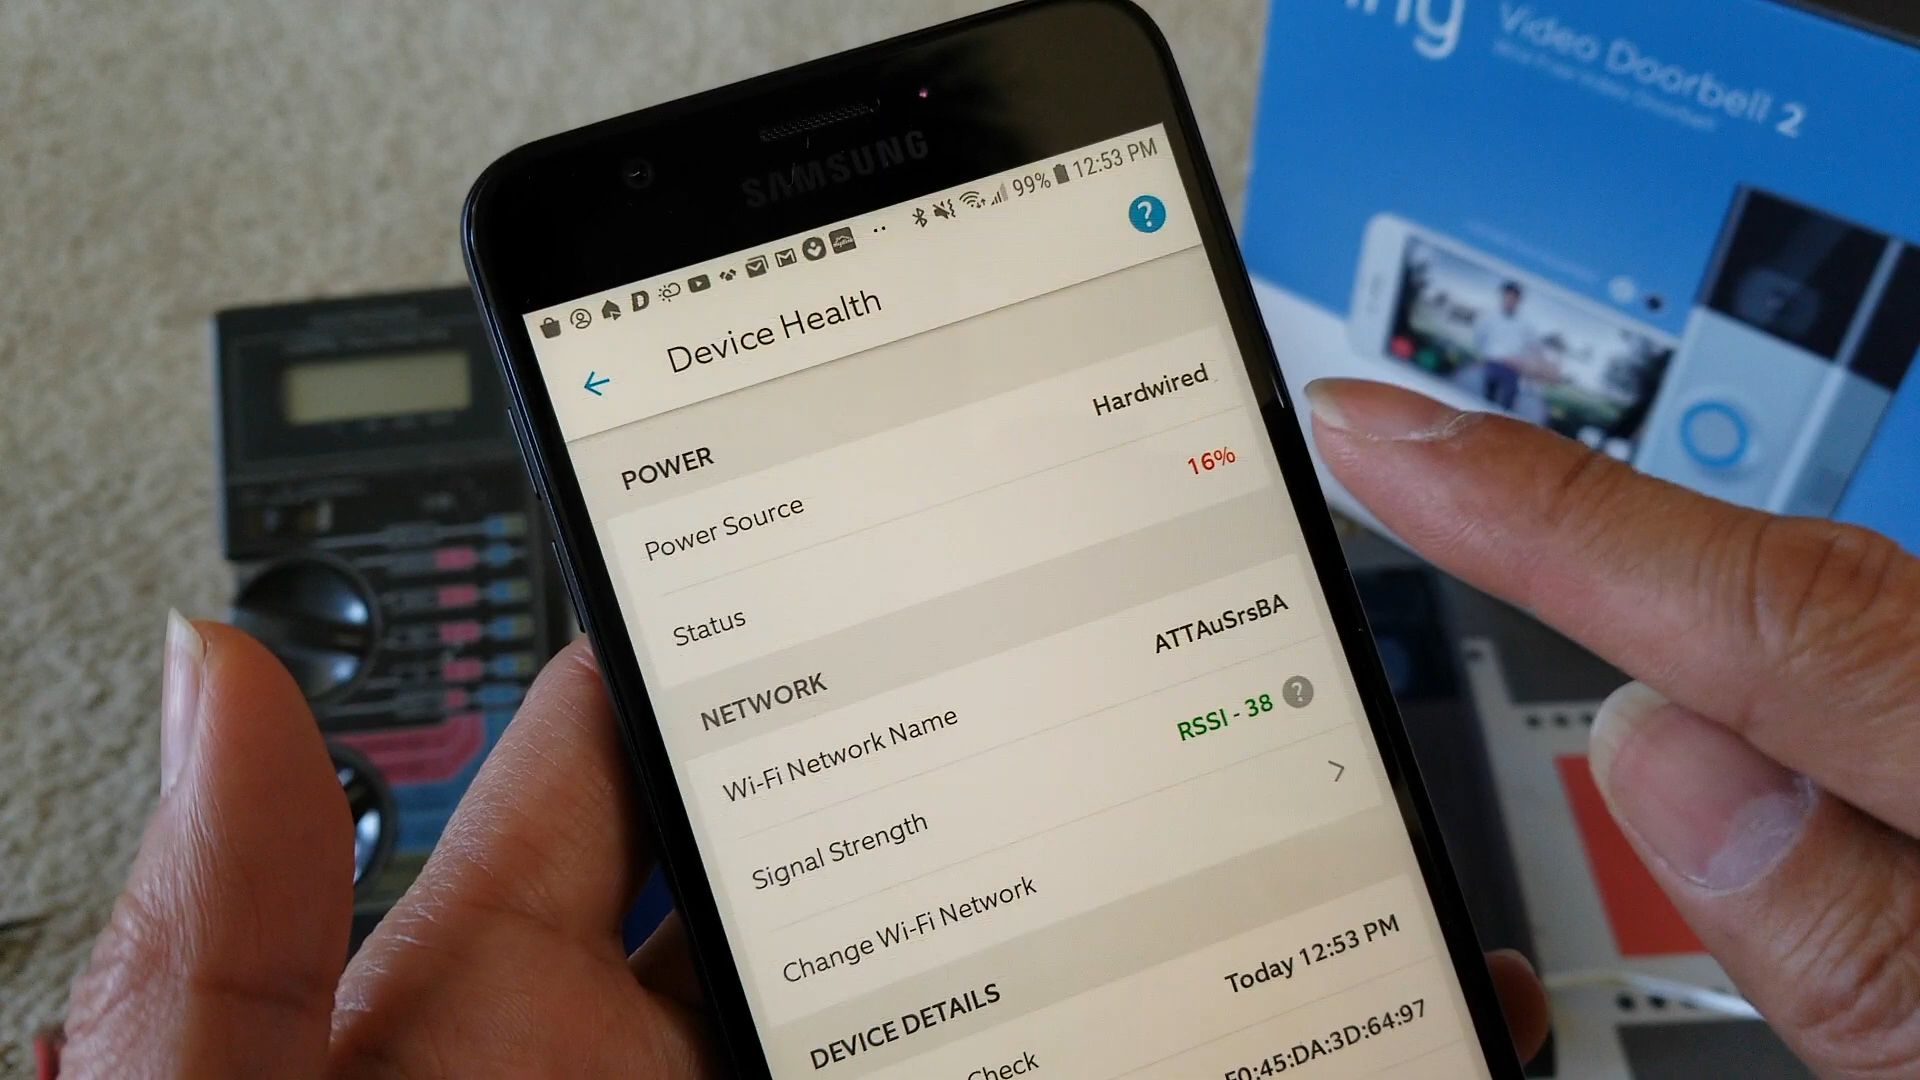 ing
Video Doorbell 2
SAMSUNG
99% 12:53 PM
?
Device Health
POWER
Power Source Hardwired
Status 16%
NETWORK
Wi-Fi Network Name ATTAuSrsBA
Signal Strength RSSI - 38 ?
Change Wi-Fi Network >
DEVICE DETAILS
Check Today 12:53 PM
F0:45:DA:3D:64:97